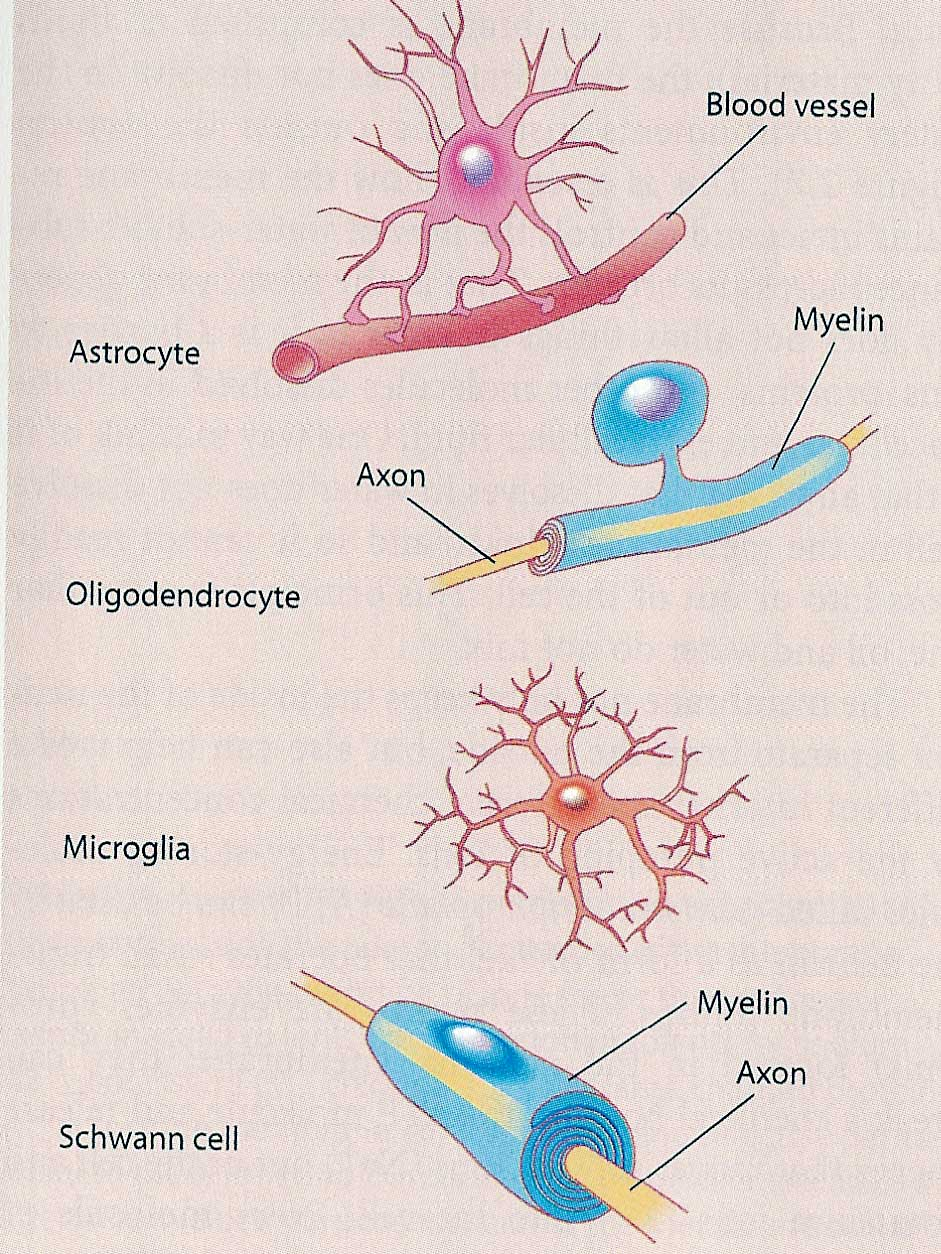 Blood vessel
Myelin
Astrocyte
Axon
Oligodendrocyte
Microglia
Myelin
Axon
Schwann cell